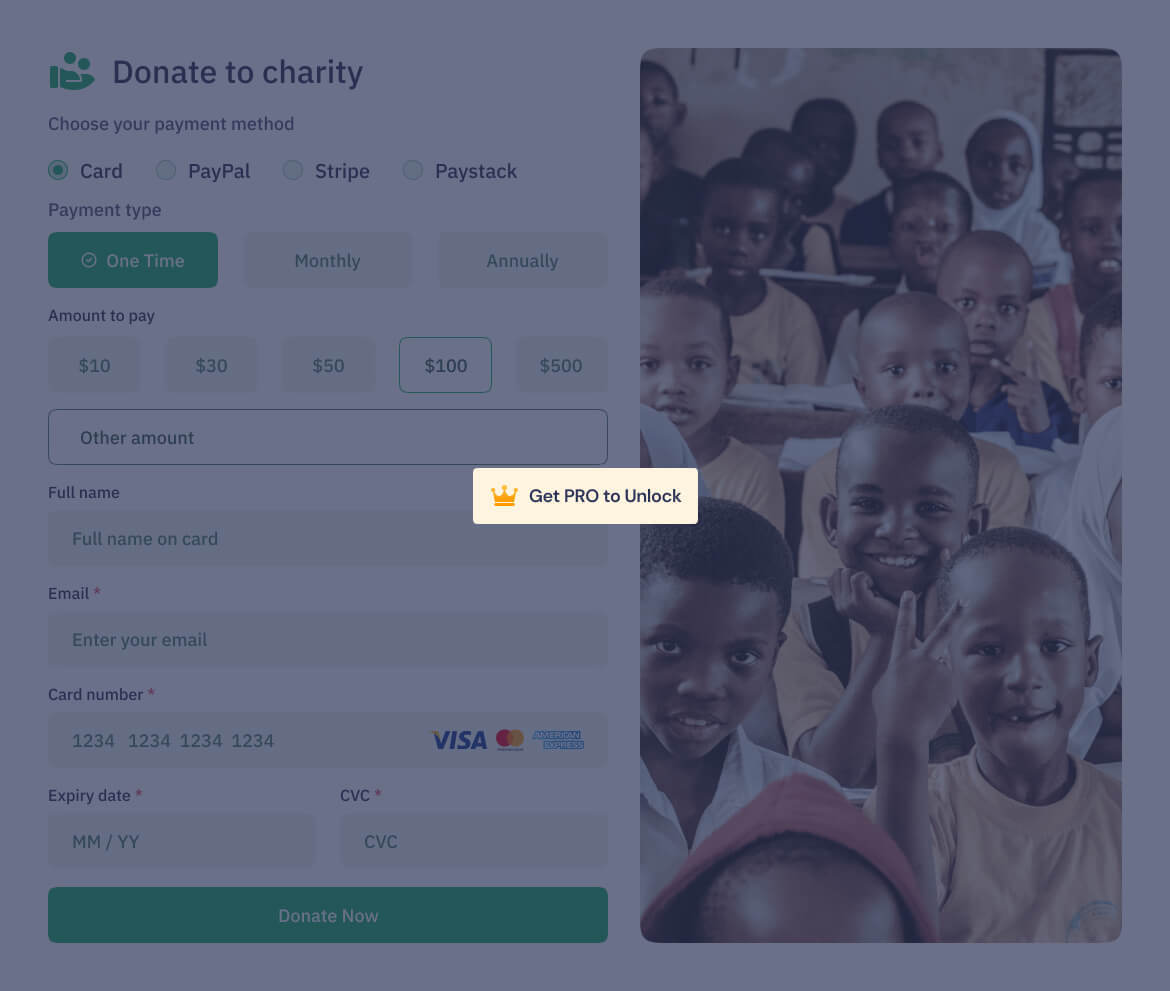 Donate to charity
Choose your payment method
Card PayPal Stripe Paystack
Payment type
One Time Monthly Annually
Amount to pay
$10 $30 $50 $100 $500
Other amount
Get PRO to Unlock
Full name
Full name on card
Email *
Enter your email
Card number *
1234 1234 1234 1234 VISA mastercard AMERICAN EXPRESS
Expiry date * CVC *
MM / YY CVC
Donate Now